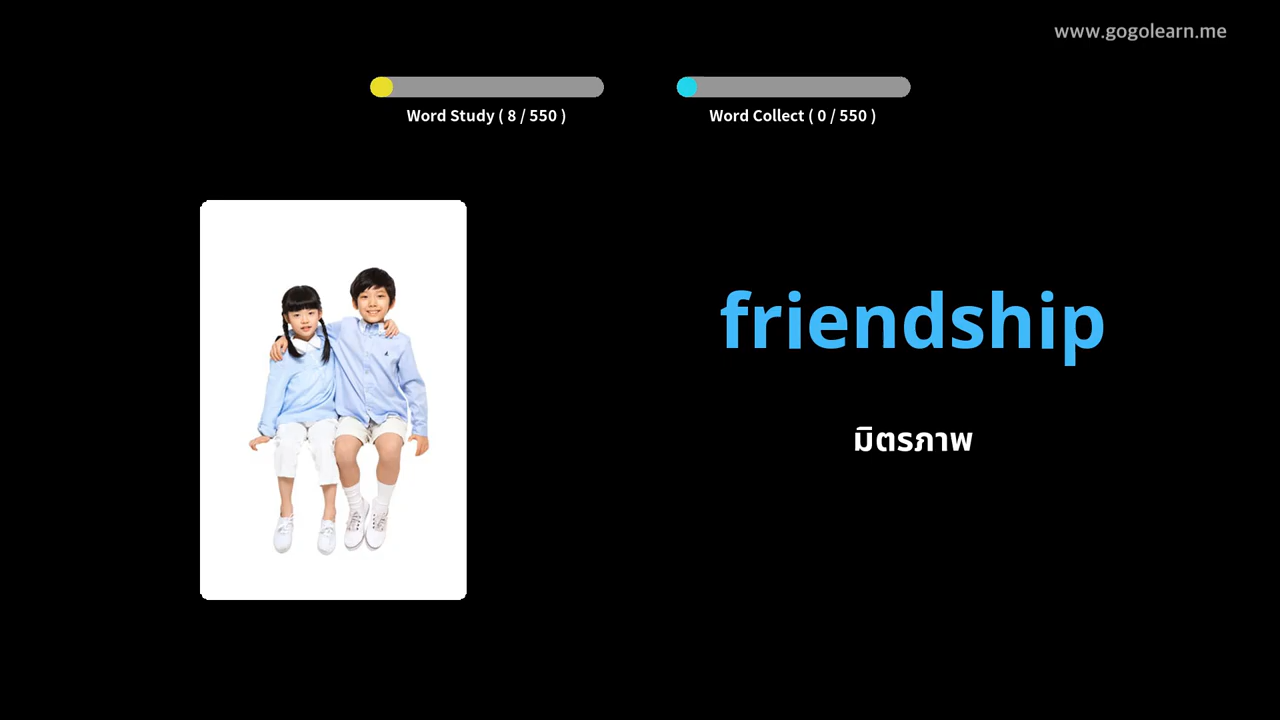 www.gogolearn.me
Word Study ( 8 / 550 )
Word Collect ( 0 / 550 )
friendship
มิตรภาพ